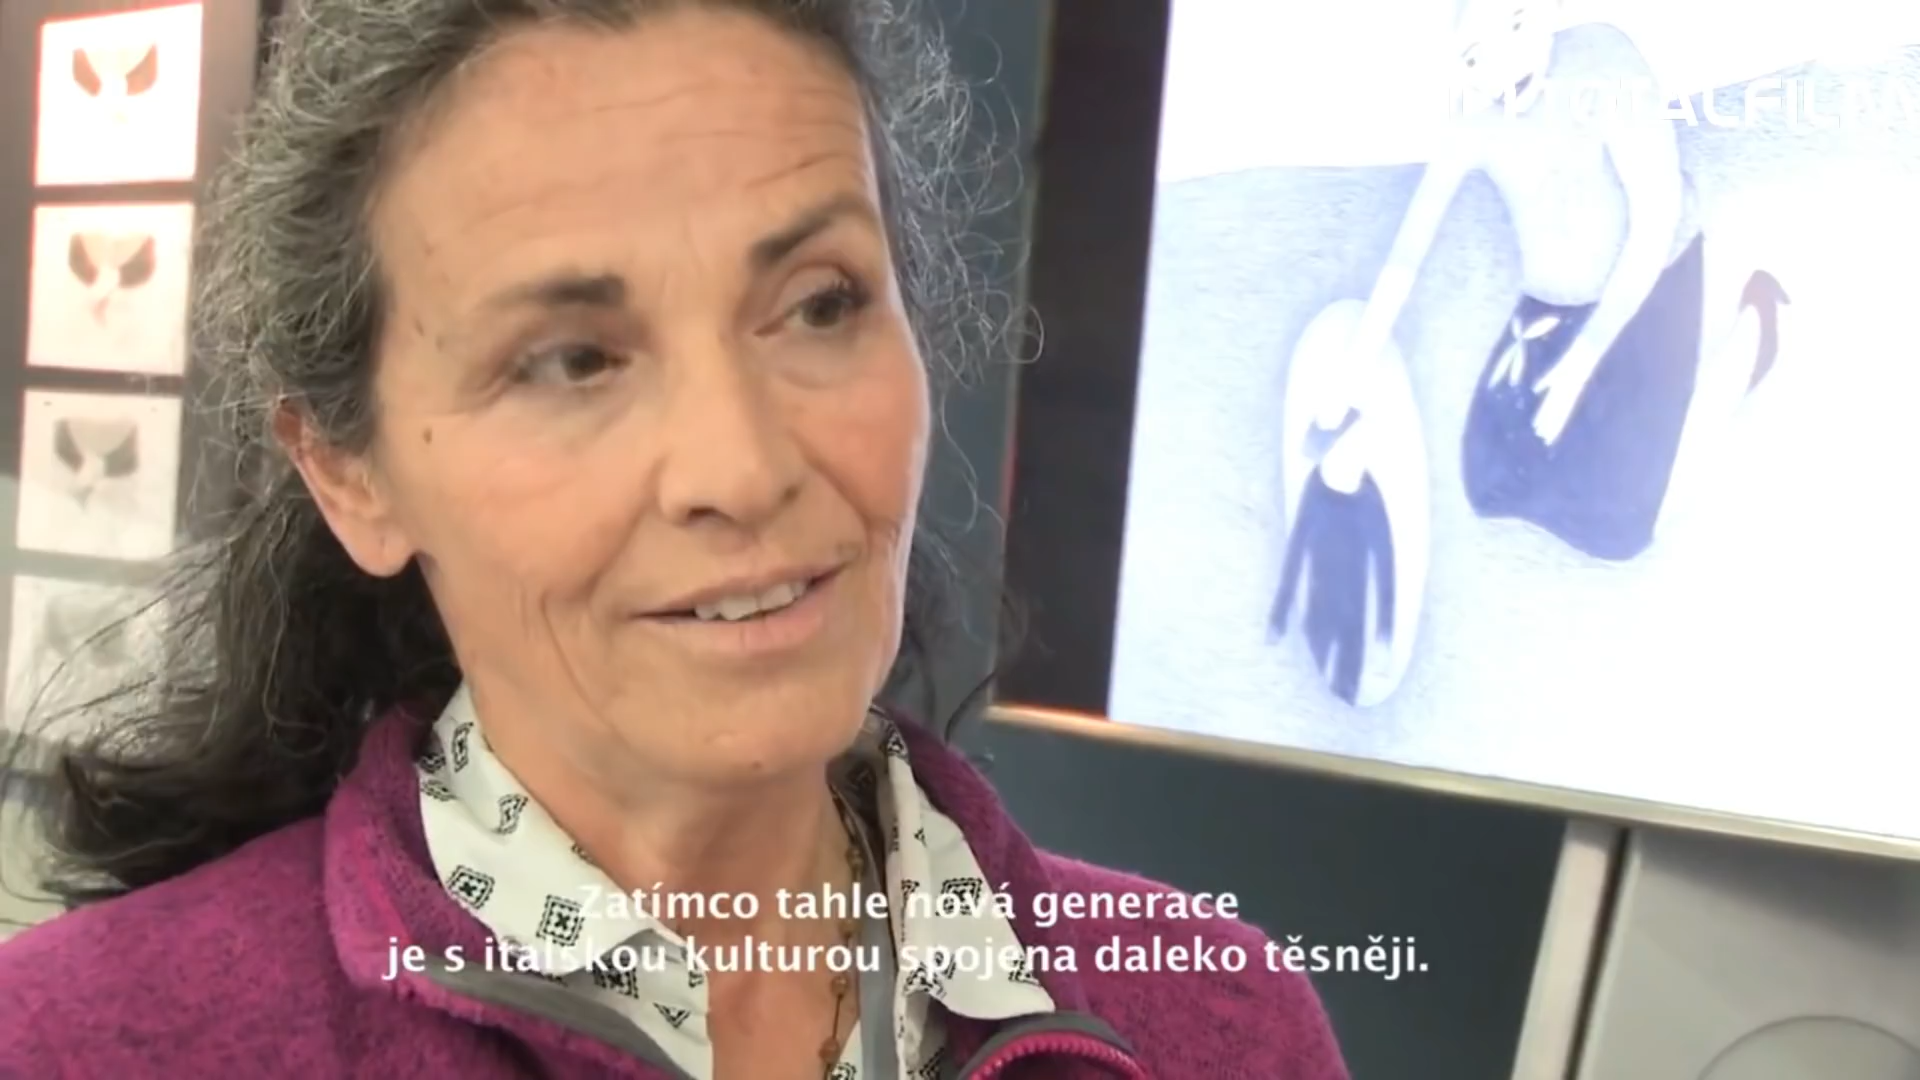 Zatímco tahle nová generace
je s italskou kulturou spojena daleko těsněji.